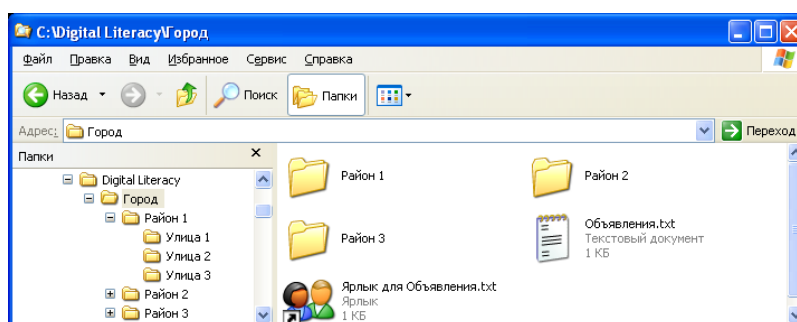 C:\Digital Literacy\Город
Файл Правка Вид Избранное Сервис Справка
Назад Поиск Папки
Адрес: Город Переход
Папки
Digital Literacy
Город
Район 1
Улица 1
Улица 2
Улица 3
Район 2
Район 3
Район 1
Район 2
Район 3
Объявления.txt
Текстовый документ
1 КБ
Ярлык для Объявления.txt
Ярлык
1 КБ